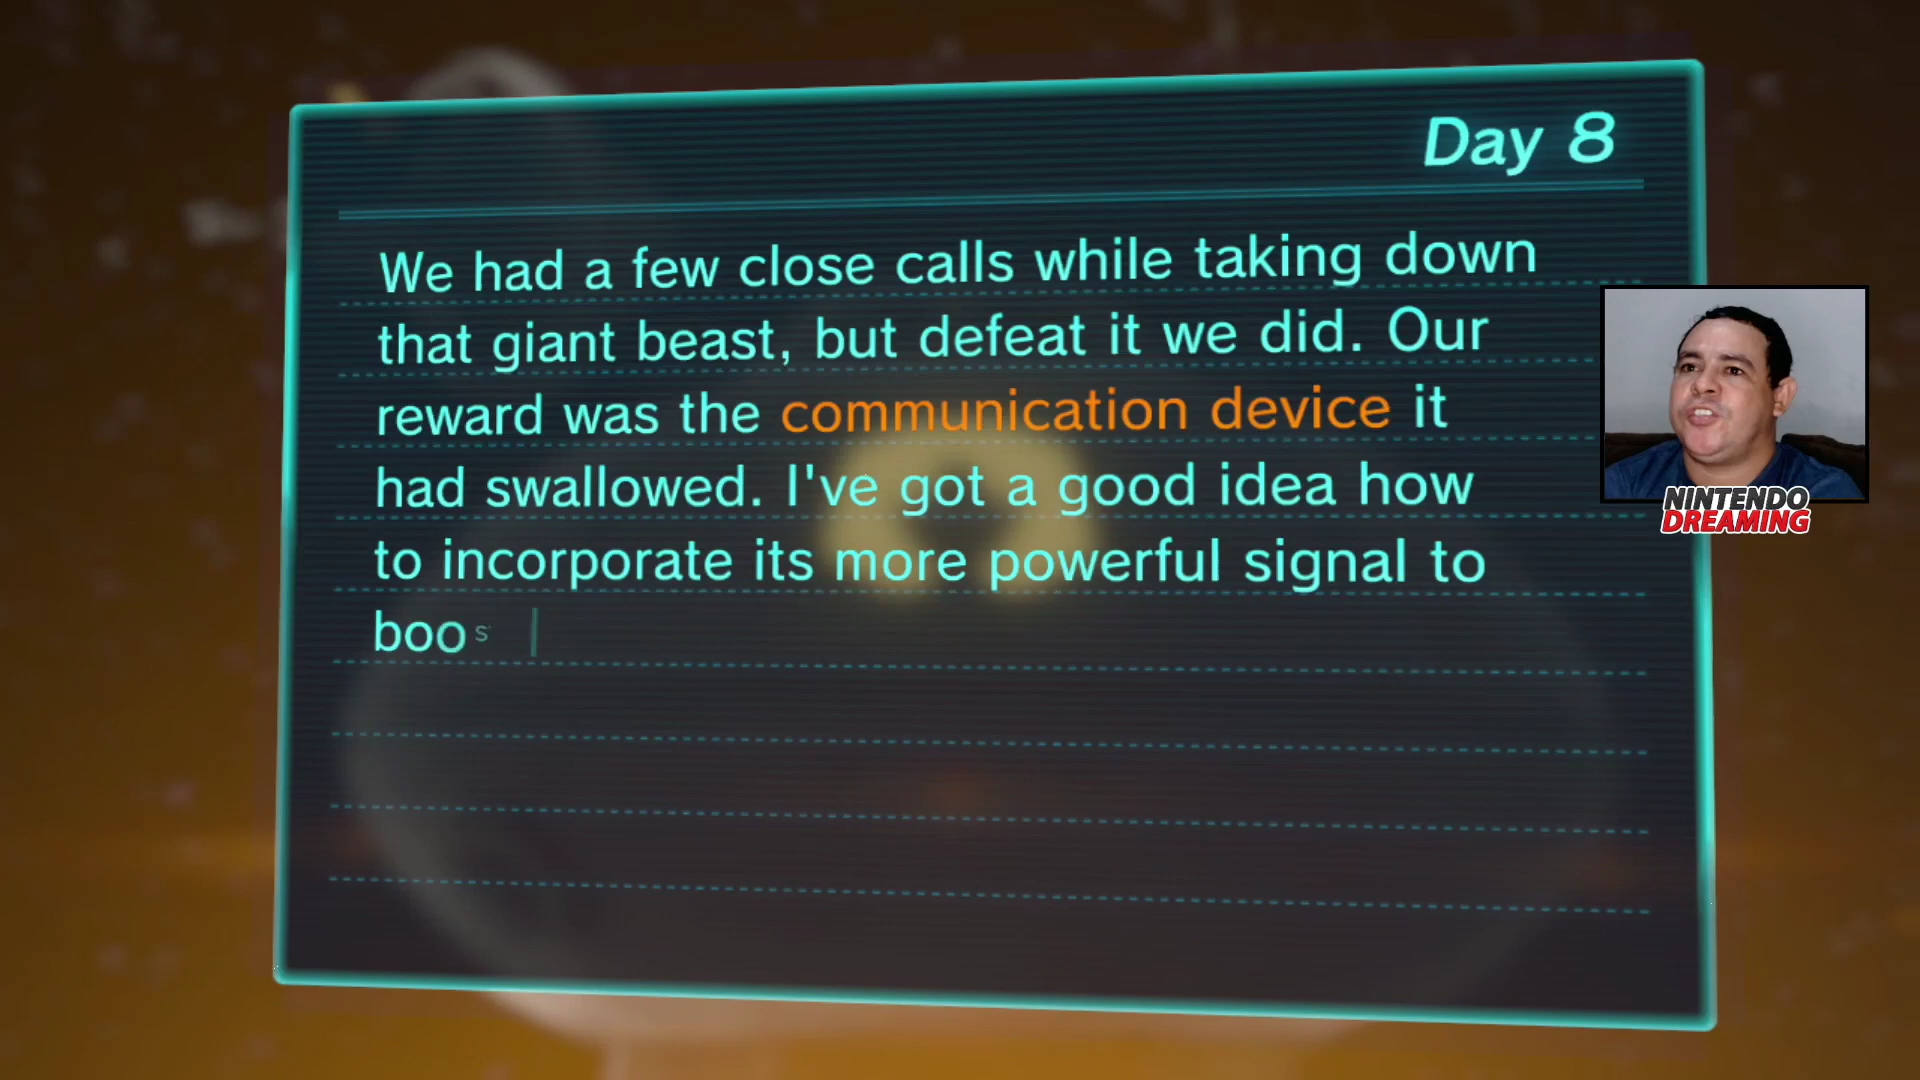 Day 8
We had a few close calls while taking down
that giant beast, but defeat it we did. Our
reward was the communication device it
had swallowed. I've got a good idea how
to incorporate its more powerful signal to
boos
NINTENDO
DREAMING